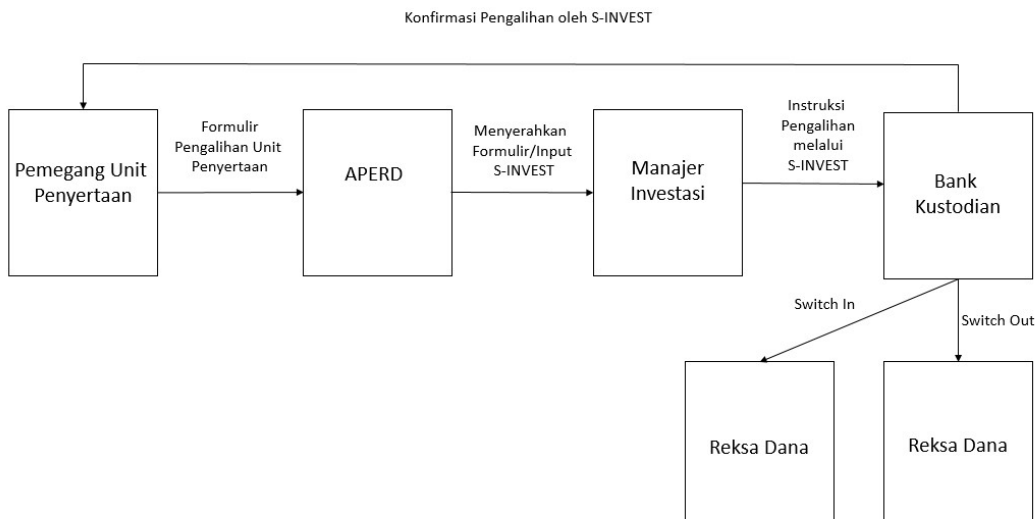 Konfirmasi Pengalihan oleh S-INVEST
Pemegang Unit
Penyertaan
Formulir
Pengalihan Unit
Penyertaan
APERD
Menyerahkan
Formulir/Input
S-INVEST
Manajer
Investasi
Instruksi
Pengalihan
melalui
S-INVEST
Bank
Kustodian
Switch In
Switch Out
Reksa Dana
Reksa Dana